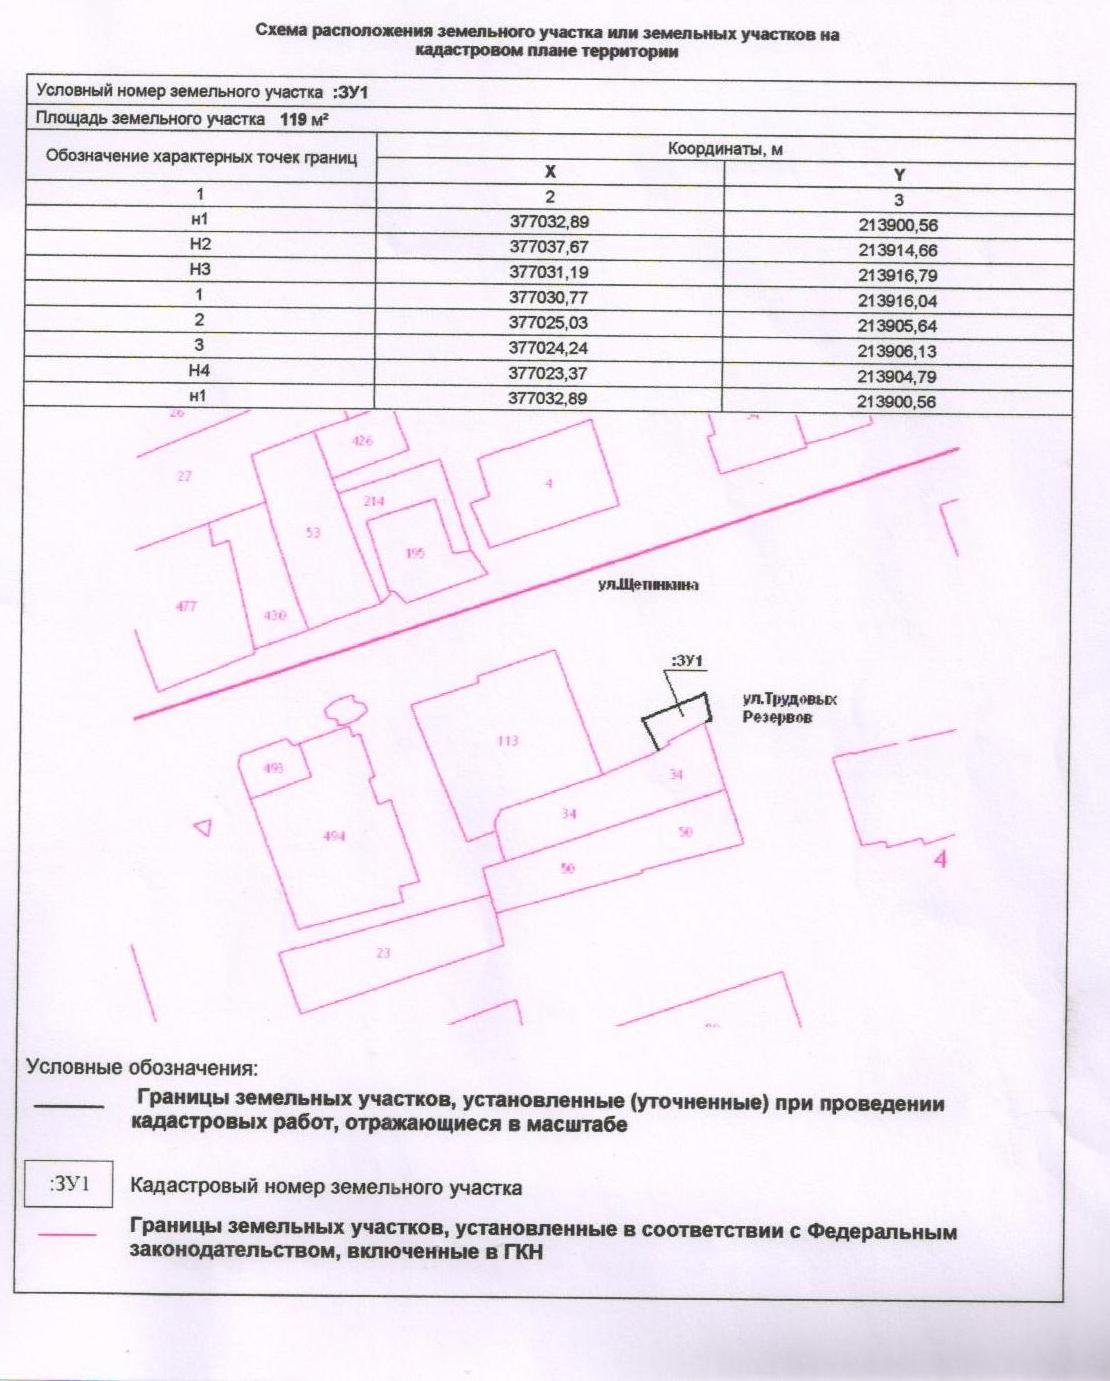 Схема расположения земельного участка или земельных участков на
кадастровом плане территории
Условный номер земельного участка :ЗУ1
Площадь земельного участка 119 м²
Обозначение характерных точек границ Координаты, м
X Y
1 2 3
н1 377032,89 213900,56
Н2 377037,67 213914,66
Н3 377031,19 213916,79
1 377030,77 213916,04
2 377025,03 213905,64
3 377024,24 213906,13
Н4 377023,37 213904,79
н1 377032,89 213900,56
26
426
27
4
214
53
195
ул.Щетинкина
477
430
:ЗУ1
ул.Трудовых
Резервов
113
493
34
34
494
50
50
4
23
Условные обозначения:
Границы земельных участков, установленные (уточненные) при проведении
кадастровых работ, отражающиеся в масштабе
:ЗУ1 Кадастровый номер земельного участка
Границы земельных участков, установленные в соответствии с Федеральным
законодательством, включенные в ГКН